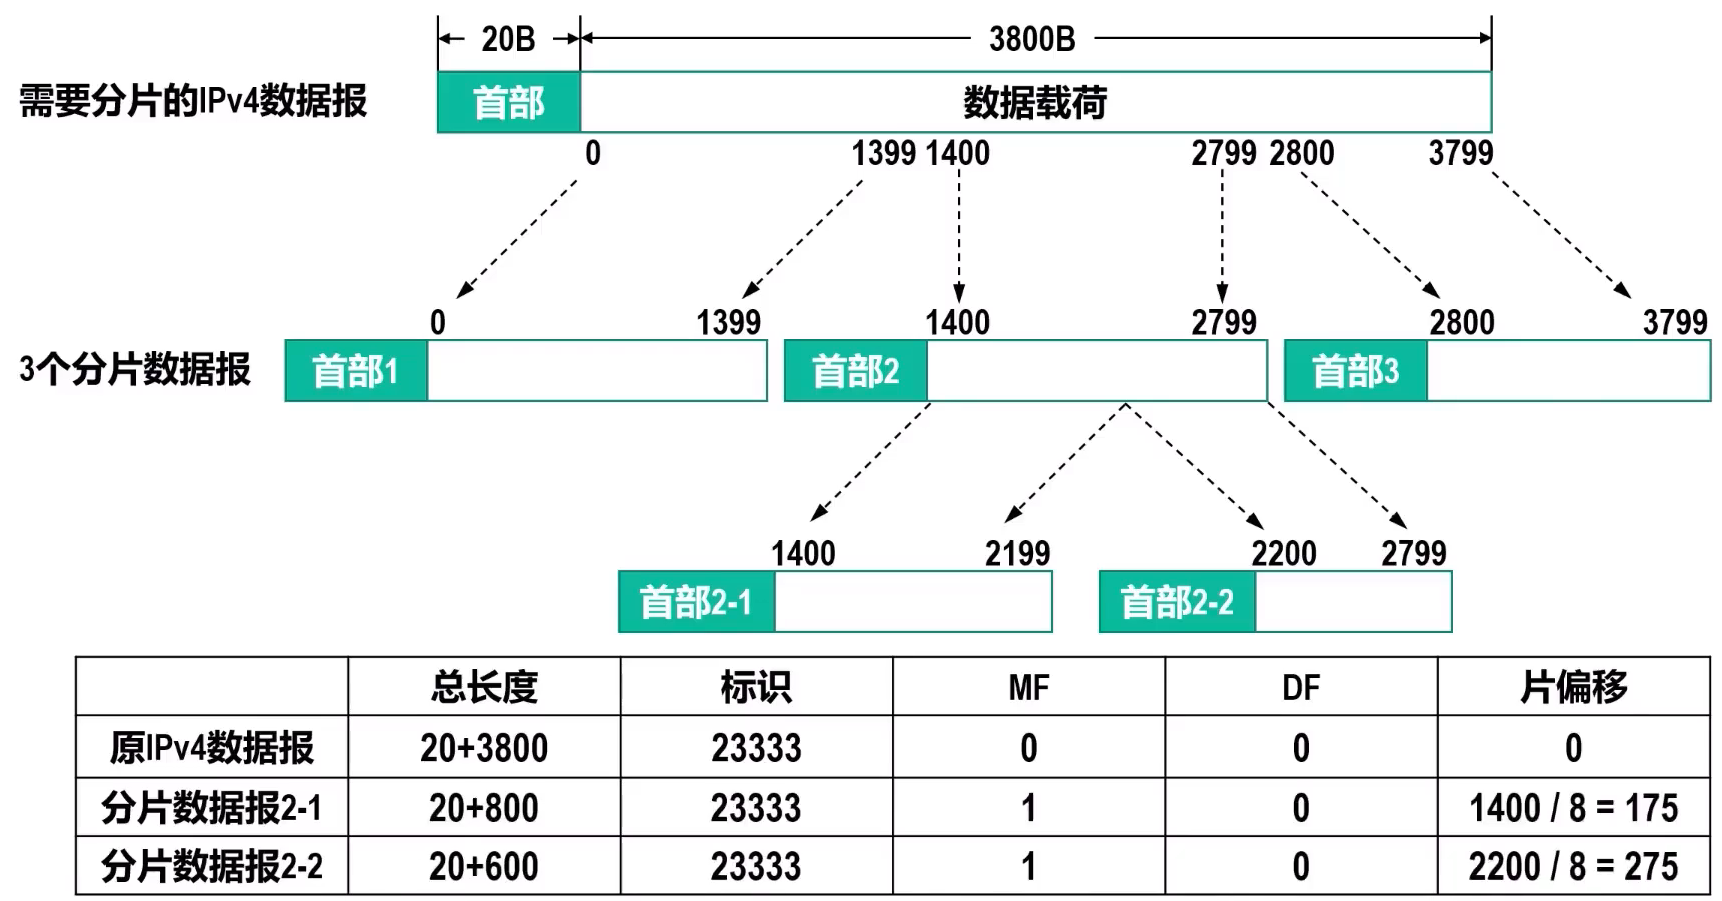 20B 3800B
需要分片的IPv4数据报 首部 数据载荷
0 1399 1400 2799 2800 3799
0 1399 1400 2799 2800 3799
3个分片数据报 首部1 首部2 首部3
1400 2199 2200 2799
首部2-1 首部2-2
总长度 标识 MF DF 片偏移
原IPv4数据报 20+3800 23333 0 0 0
分片数据报2-1 20+800 23333 1 0 1400 / 8 = 175
分片数据报2-2 20+600 23333 1 0 2200 / 8 = 275